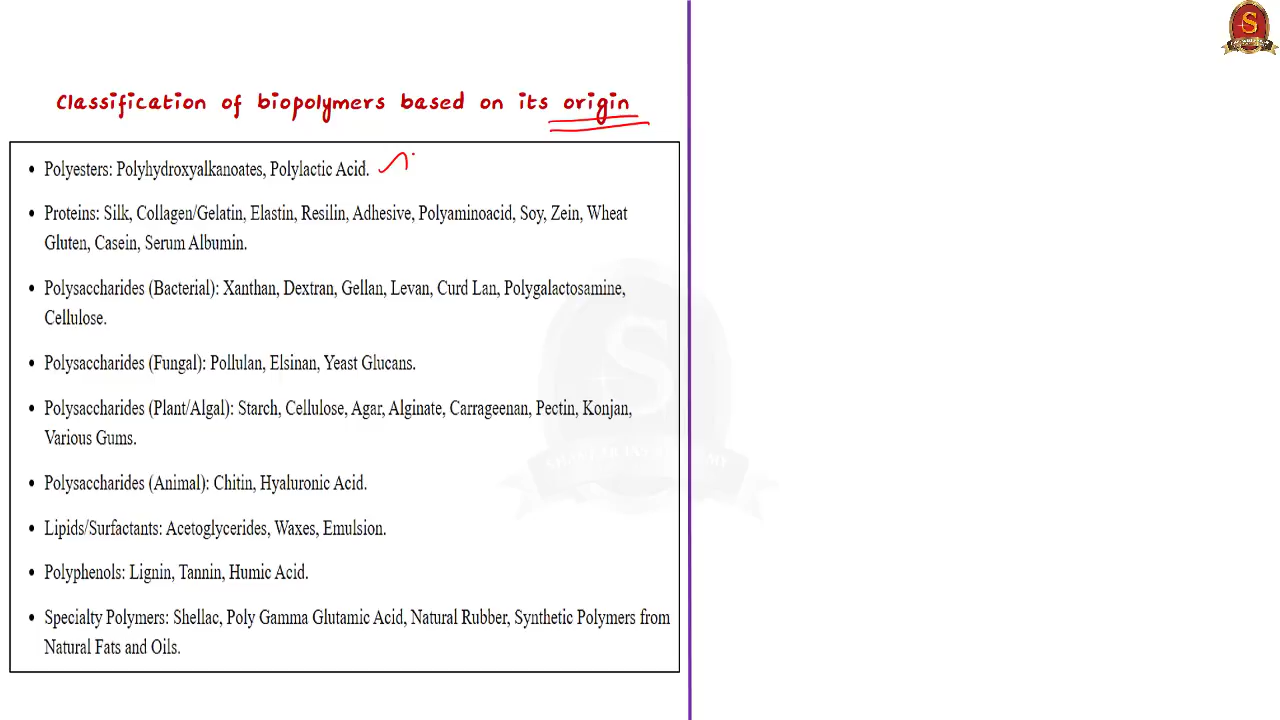 Classification of biopolymers based on its origin
• Polyesters: Polyhydroxyalkanoates, Polylactic Acid.
• Proteins: Silk, Collagen/Gelatin, Elastin, Resilin, Adhesive, Polyaminoacid, Soy, Zein, Wheat
Gluten, Casein, Serum Albumin.
• Polysaccharides (Bacterial): Xanthan, Dextran, Gellan, Levan, Curd Lan, Polygalactosamine,
Cellulose.
• Polysaccharides (Fungal): Pollulan, Elsinan, Yeast Glucans.
• Polysaccharides (Plant/Algal): Starch, Cellulose, Agar, Alginate, Carrageenan, Pectin, Konjan,
Various Gums.
• Polysaccharides (Animal): Chitin, Hyaluronic Acid.
• Lipids/Surfactants: Acetoglycerides, Waxes, Emulsion.
• Polyphenols: Lignin, Tannin, Humic Acid.
• Specialty Polymers: Shellac, Poly Gamma Glutamic Acid, Natural Rubber, Synthetic Polymers from
Natural Fats and Oils.